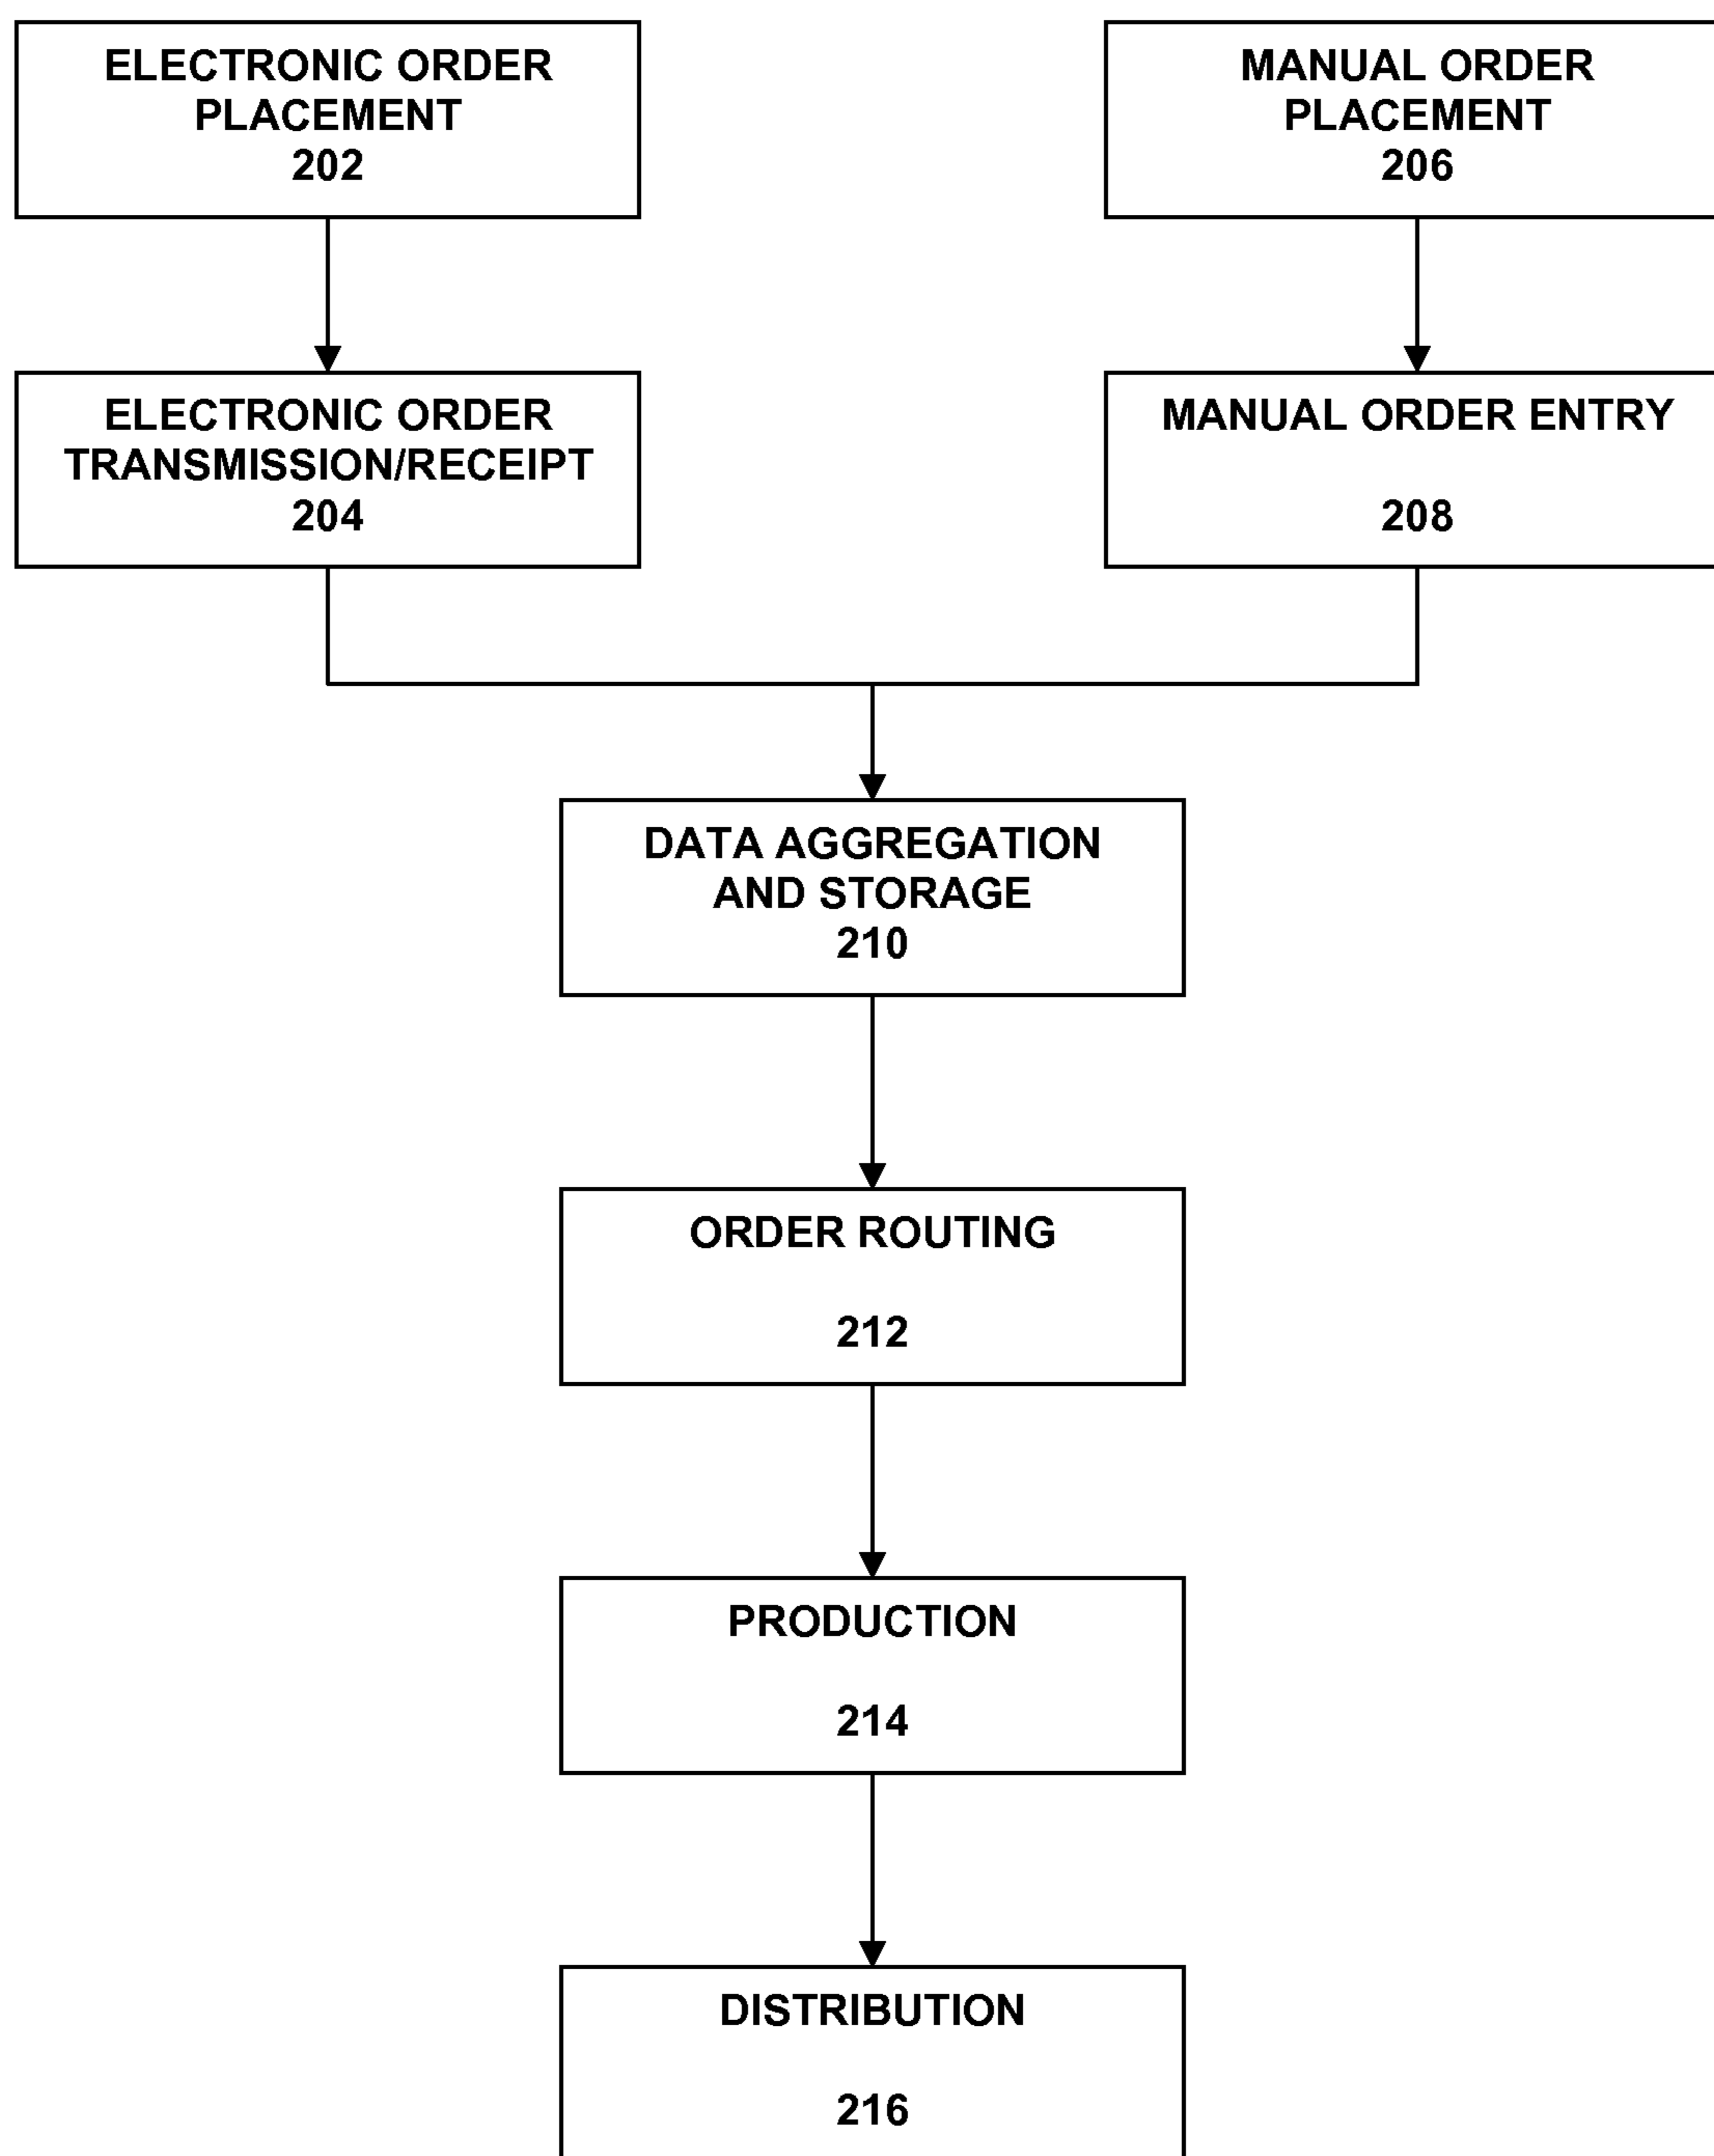 ELECTRONIC ORDER
PLACEMENT
202
MANUAL ORDER
PLACEMENT
206
ELECTRONIC ORDER
TRANSMISSION/RECEIPT
204
MANUAL ORDER ENTRY
208
DATA AGGREGATION
AND STORAGE
210
ORDER ROUTING
212
PRODUCTION
214
DISTRIBUTION
216